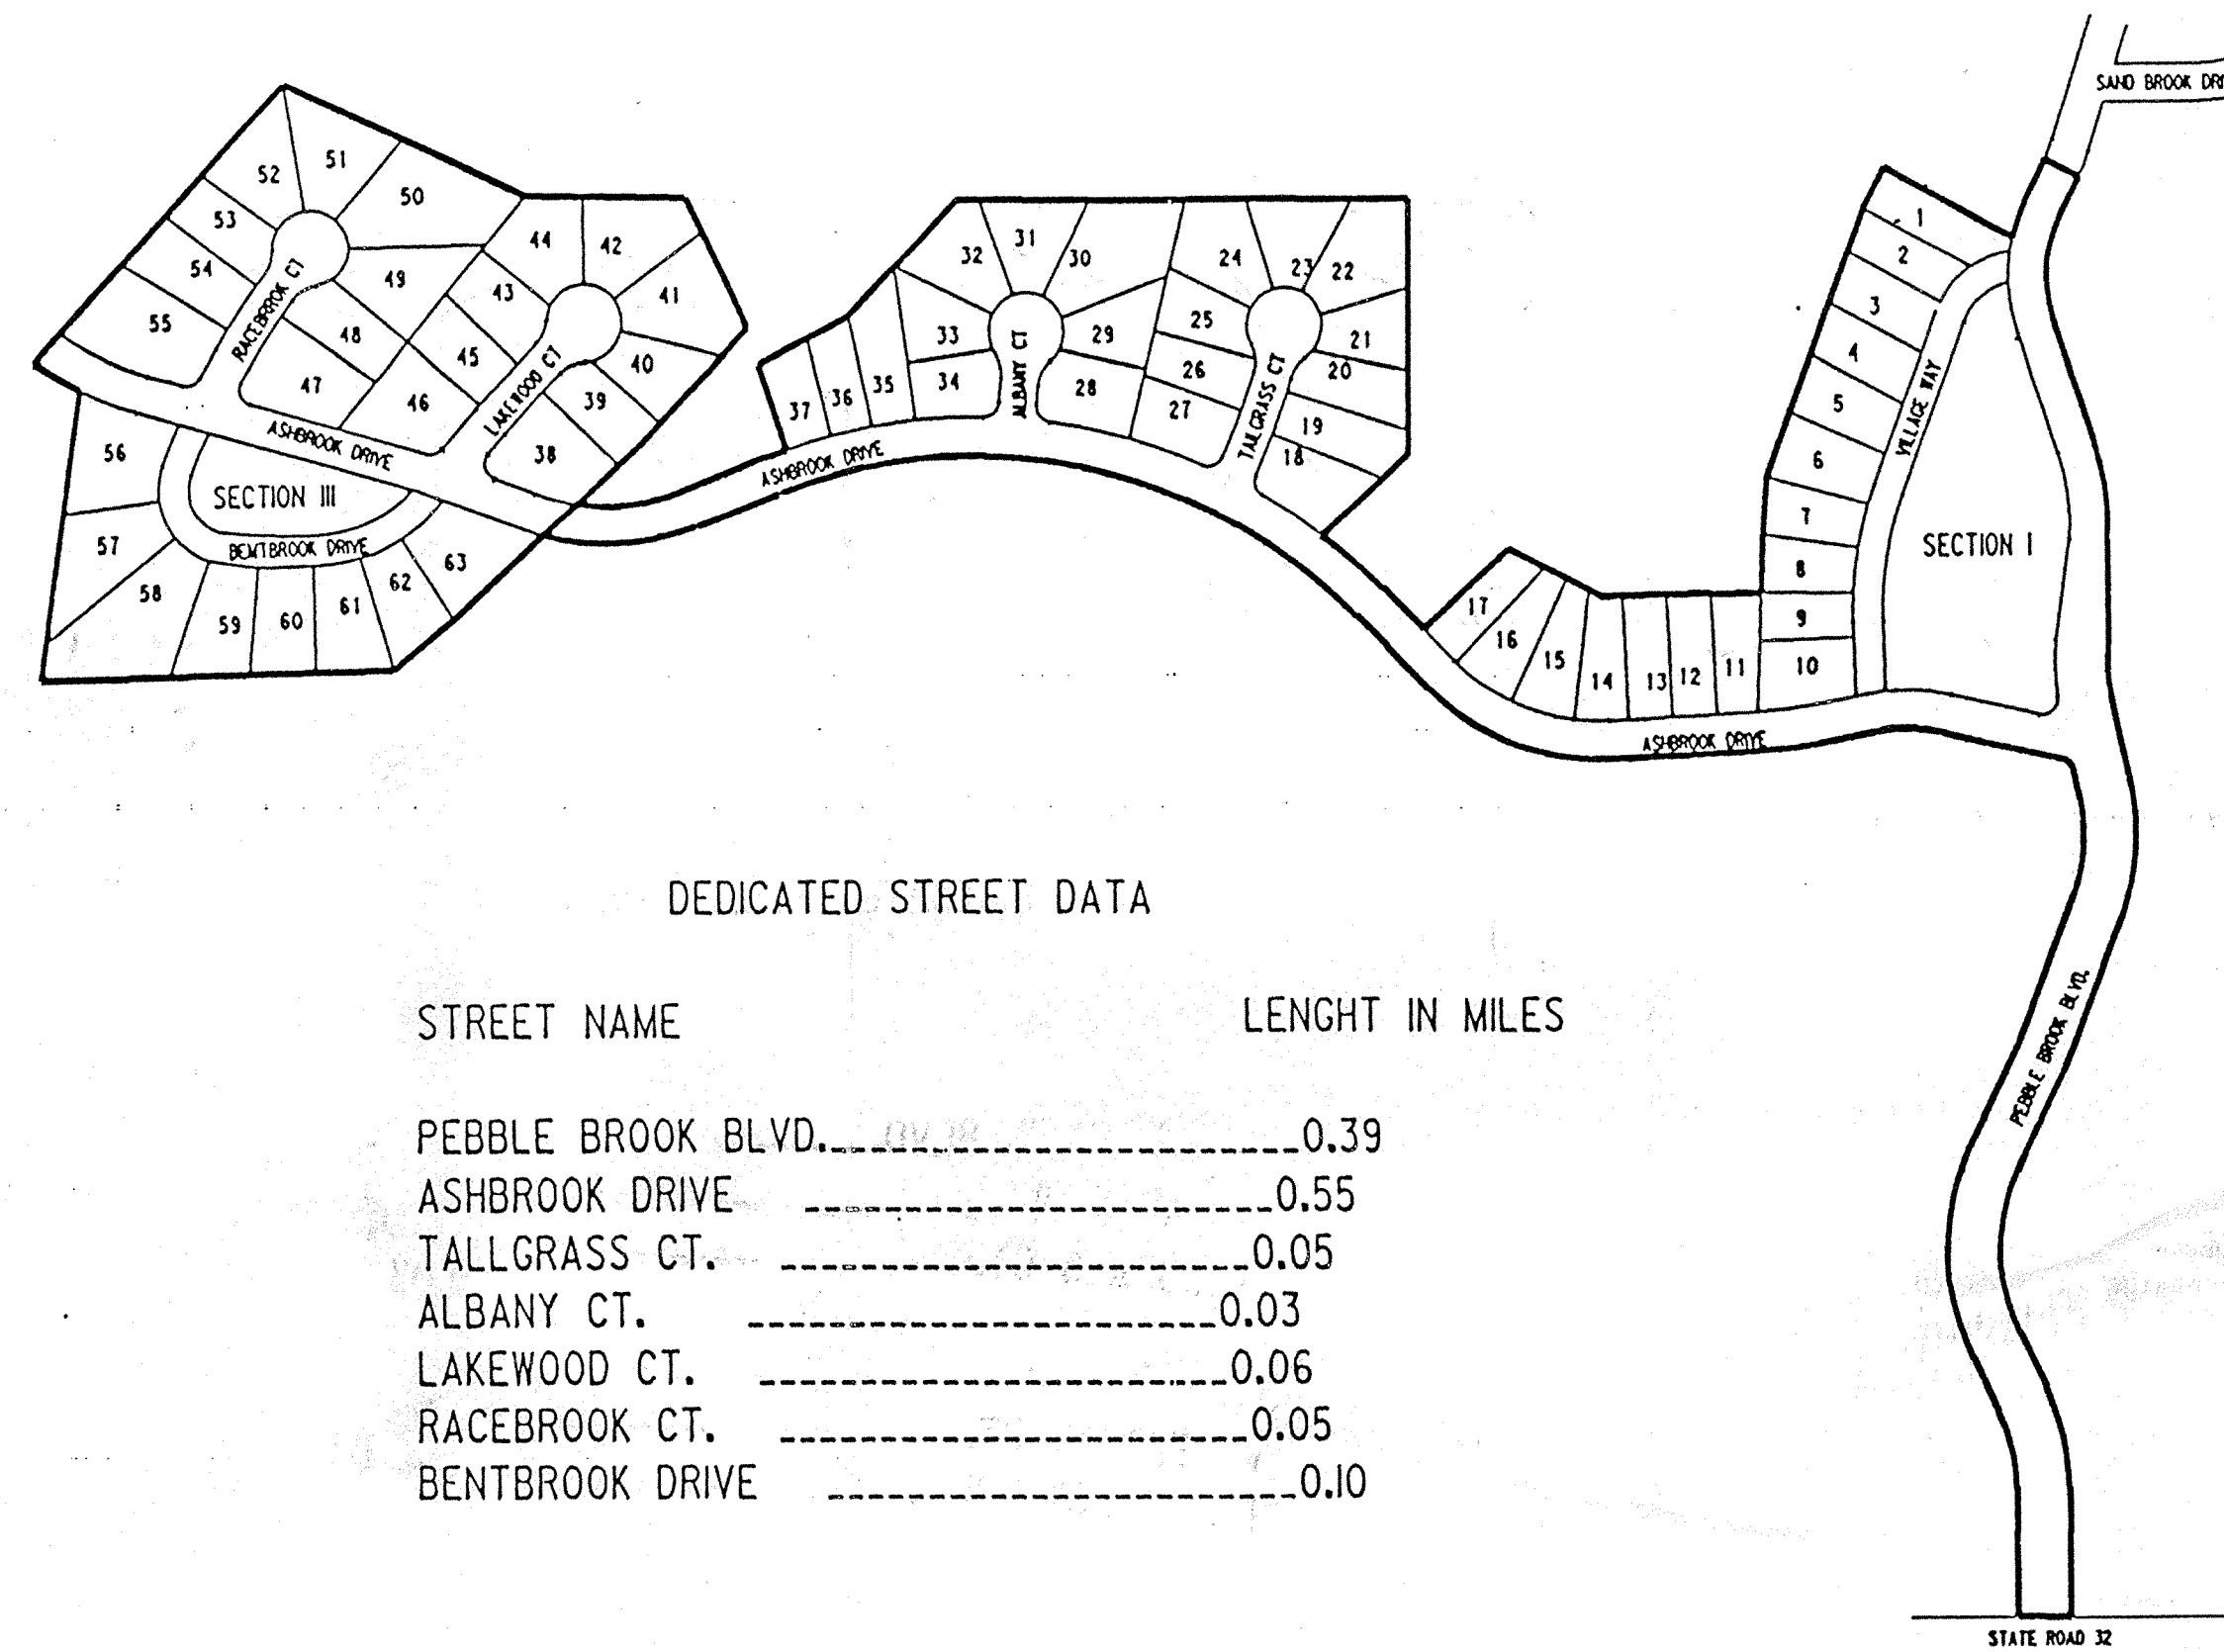 SAND BROOK DRI
51
52
50
53
44
42
54
49
43
41
55
RACEBROOK CT
48
45
40
47
46
LAKEWOOD CT
39
ASHBROOK DRIVE
38
56
SECTION III
BENTBROOK DRIVE
57
63
62
58
61
59
60
31
32
30
24
23
22
33
29
25
21
34
ALBANY CT
28
26
20
TALLGRASS CT
35
36
37
27
19
18
ASHBROOK DRIVE
1
2
3
4
VILLAGE WAY
5
6
7
SECTION I
8
9
10
17
16
15
14
13
12
11
ASHBROOK DRIVE
DEDICATED STREET DATA
STREET NAME LENGHT IN MILES
PEBBLE BROOK BLVD. 0.39
ASHBROOK DRIVE 0.55
TALLGRASS CT. 0.05
ALBANY CT. 0.03
LAKEWOOD CT. 0.06
RACEBROOK CT. 0.05
BENTBROOK DRIVE 0.10
PEBBLE BROOK BLVD.
STATE ROAD 32